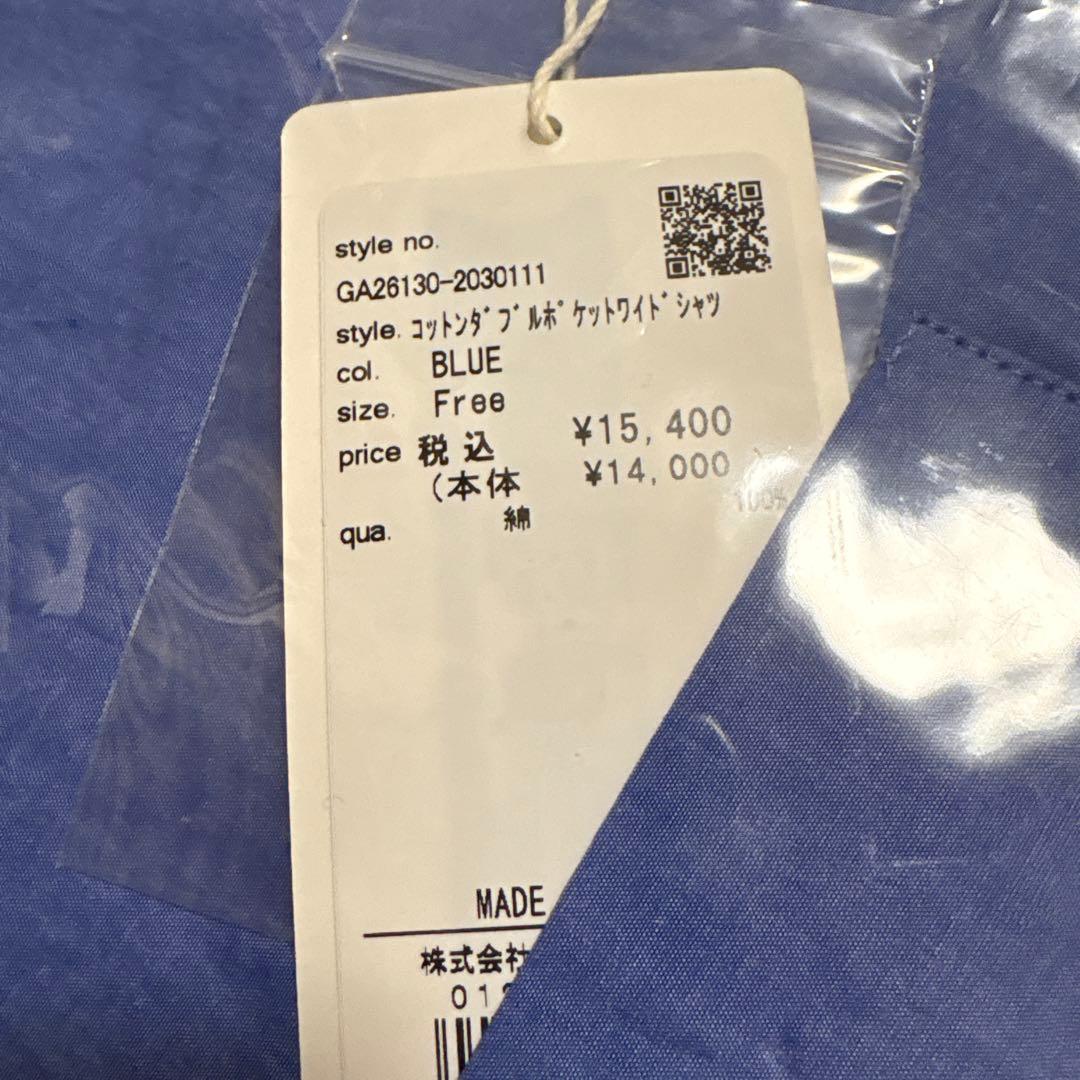 style no.
GA26130-2030111
style. ｺｯﾄﾝﾀﾞﾌﾞﾙﾎﾟｹｯﾄﾜｲﾄﾞｼｬﾂ
col. BLUE
size. Free
price 税込 ¥15,400
(本体 ¥14,000 )
qua. 綿 100%
MADE
株式会社
01